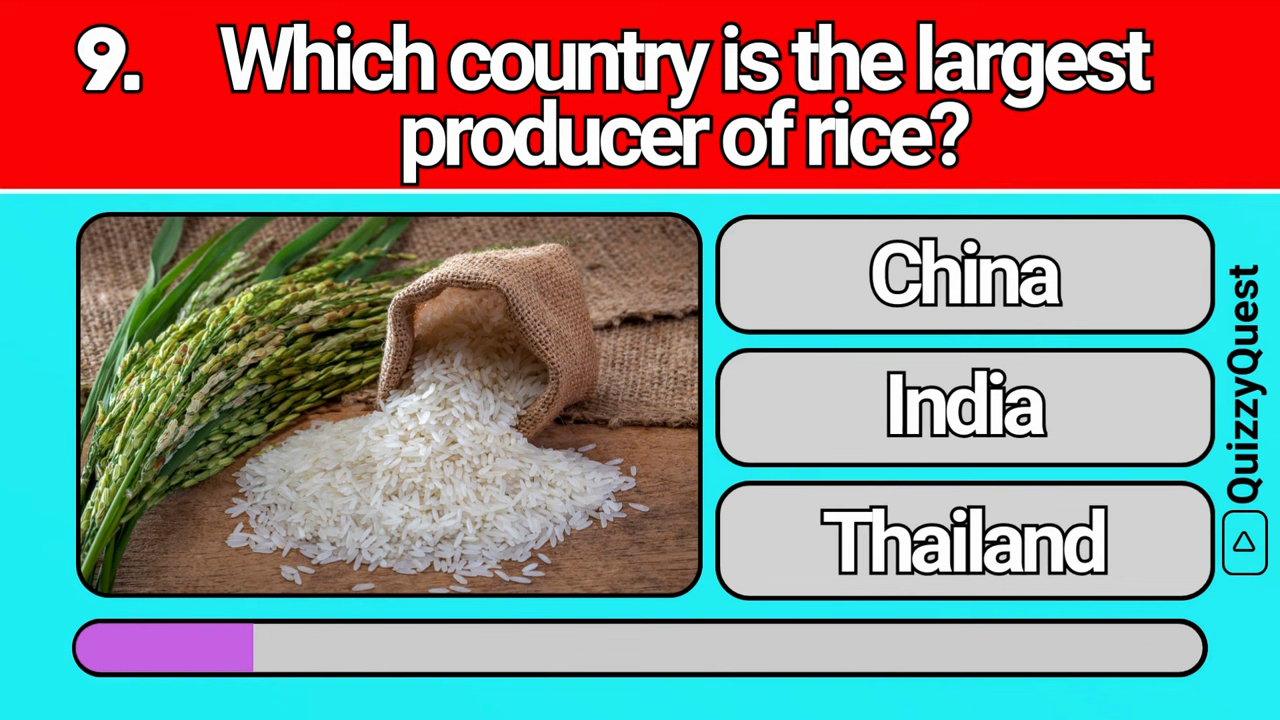 9. Which country is the largest
producer of rice?
China
India
Thailand
QuizzyQuest